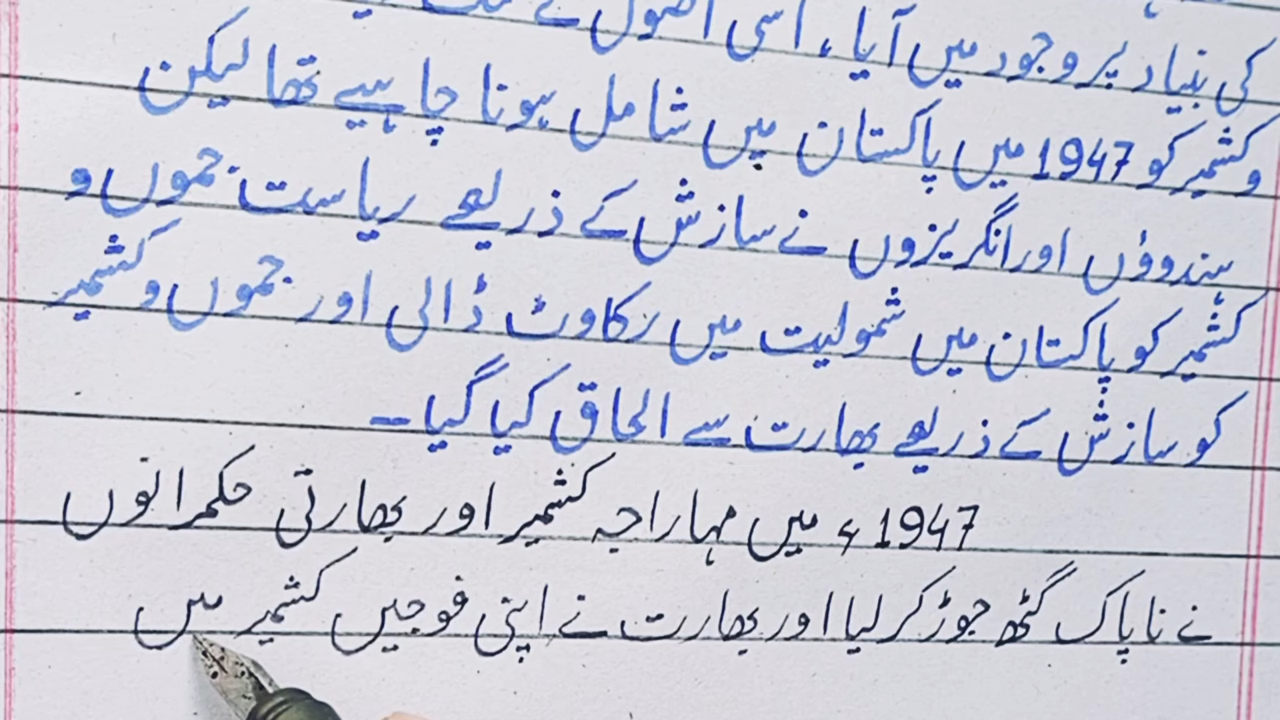 کی بنیاد پر وجود میں آیا، اسی اصول کے
وکشمیر کو 1947 میں پاکستان میں شامل ہونا چاہیے تھا لیکن
ہندوؤں اور انگریزوں نے سازش کے ذریعے ریاست جموں و
کشمیر کو پاکستان میں شمولیت میں رکاوٹ ڈالی اور جموں و کشمیر
کو سازش کے ذریعے بھارت سے الحاق کیا گیا۔
1947ء میں مہاراجہ کشمیر اور بھارتی حکمرانوں
نے ناپاک گٹھ جوڑ کر لیا اور بھارت نے اپنی فوجیں کشمیر میں